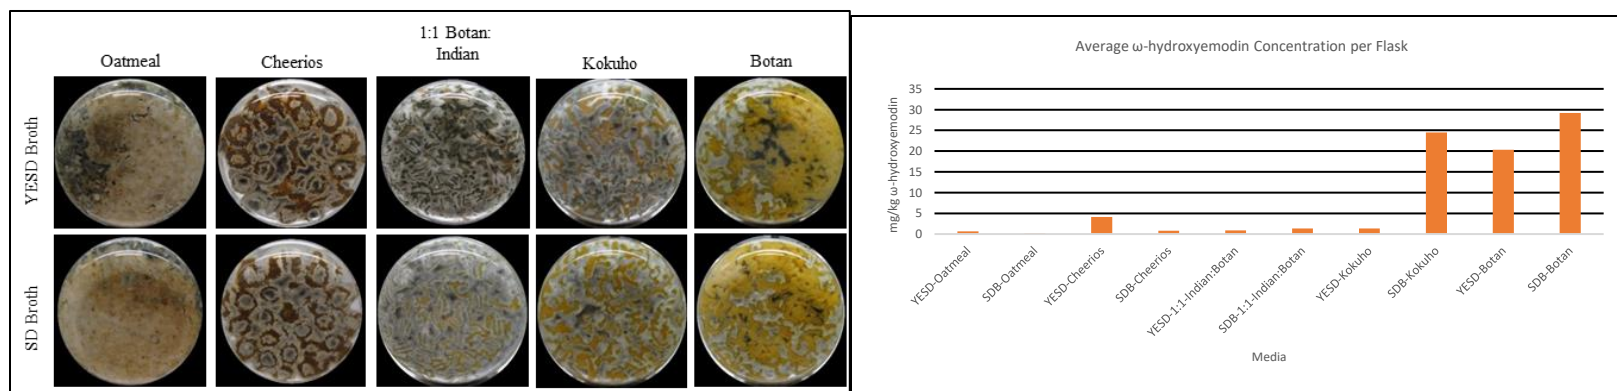 1:1 Botan:
Indian
Oatmeal
Cheerios
Kokuho
Botan
YESD Broth
SD Broth
Average ω-hydroxyemodin Concentration per Flask
mg/kg ω-hydroxyemodin
35
30
25
20
15
10
5
0
YESD-Oatmeal
SDB-Oatmeal
YESD-Cheerios
SDB-Cheerios
YESD-1:1-Indian:Botan
SDB-1:1-Indian:Botan
YESD-Kokuho
SDB-Kokuho
YESD-Botan
SDB-Botan
Media